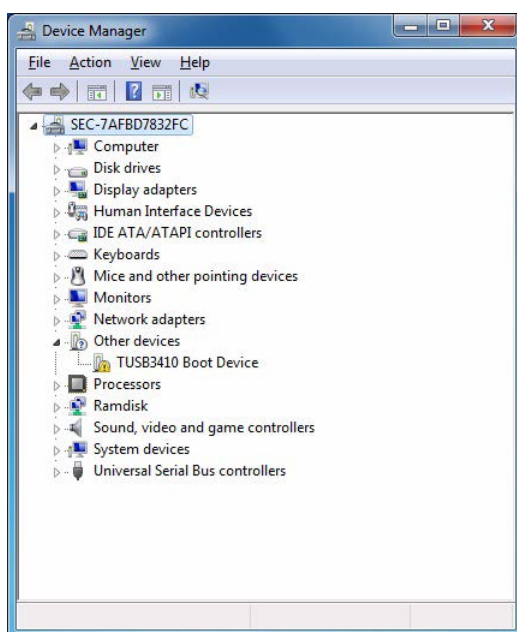 Device Manager
File Action View Help
SEC-7AFBD7832FC
Computer
Disk drives
Display adapters
Human Interface Devices
IDE ATA/ATAPI controllers
Keyboards
Mice and other pointing devices
Monitors
Network adapters
Other devices
TUSB3410 Boot Device
Processors
Ramdisk
Sound, video and game controllers
System devices
Universal Serial Bus controllers